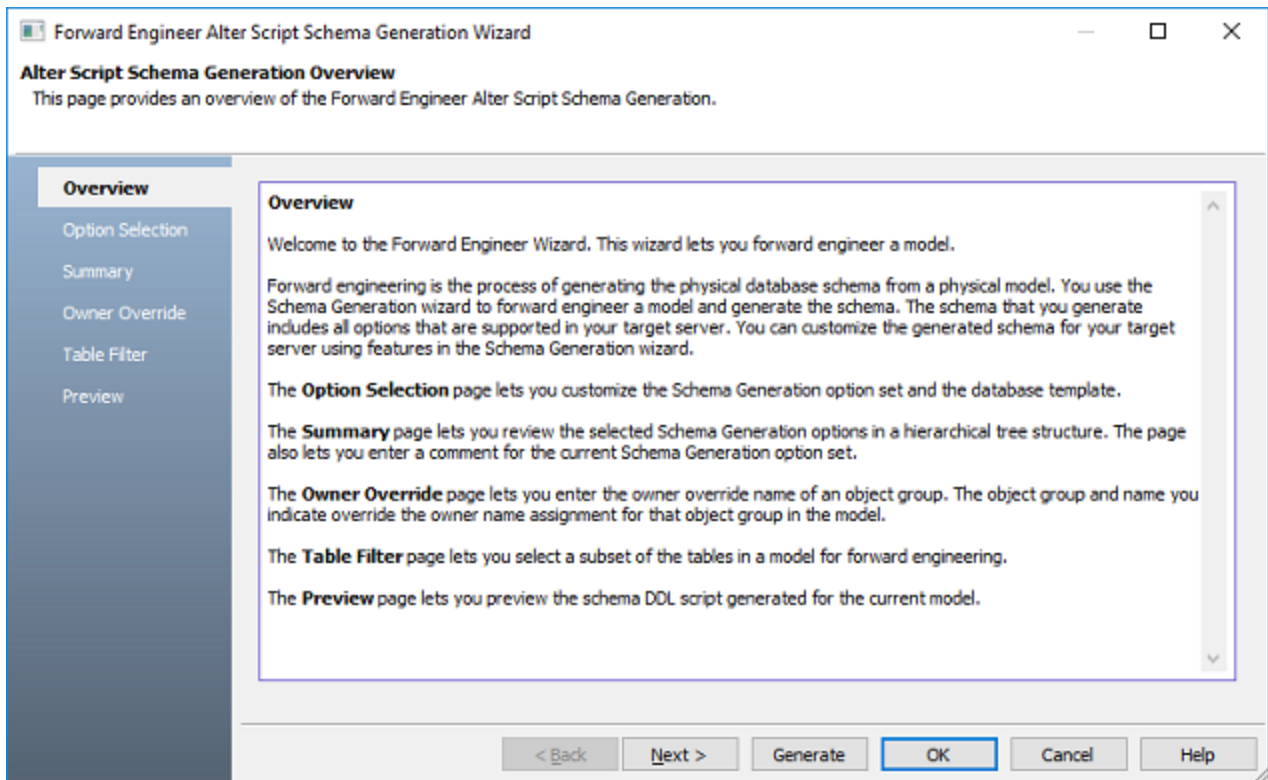 Forward Engineer Alter Script Schema Generation Wizard
Alter Script Schema Generation Overview
This page provides an overview of the Forward Engineer Alter Script Schema Generation.
Overview
Option Selection
Summary
Owner Override
Table Filter
Preview
Overview
Welcome to the Forward Engineer Wizard. This wizard lets you forward engineer a model.
Forward engineering is the process of generating the physical database schema from a physical model. You use the
Schema Generation wizard to forward engineer a model and generate the schema. The schema that you generate
includes all options that are supported in your target server. You can customize the generated schema for your target
server using features in the Schema Generation wizard.
The Option Selection page lets you customize the Schema Generation option set and the database template.
The Summary page lets you review the selected Schema Generation options in a hierarchical tree structure. The page
also lets you enter a comment for the current Schema Generation option set.
The Owner Override page lets you enter the owner override name of an object group. The object group and name you
indicate override the owner name assignment for that object group in the model.
The Table Filter page lets you select a subset of the tables in a model for forward engineering.
The Preview page lets you preview the schema DDL script generated for the current model.
< Back
Next >
Generate
OK
Cancel
Help